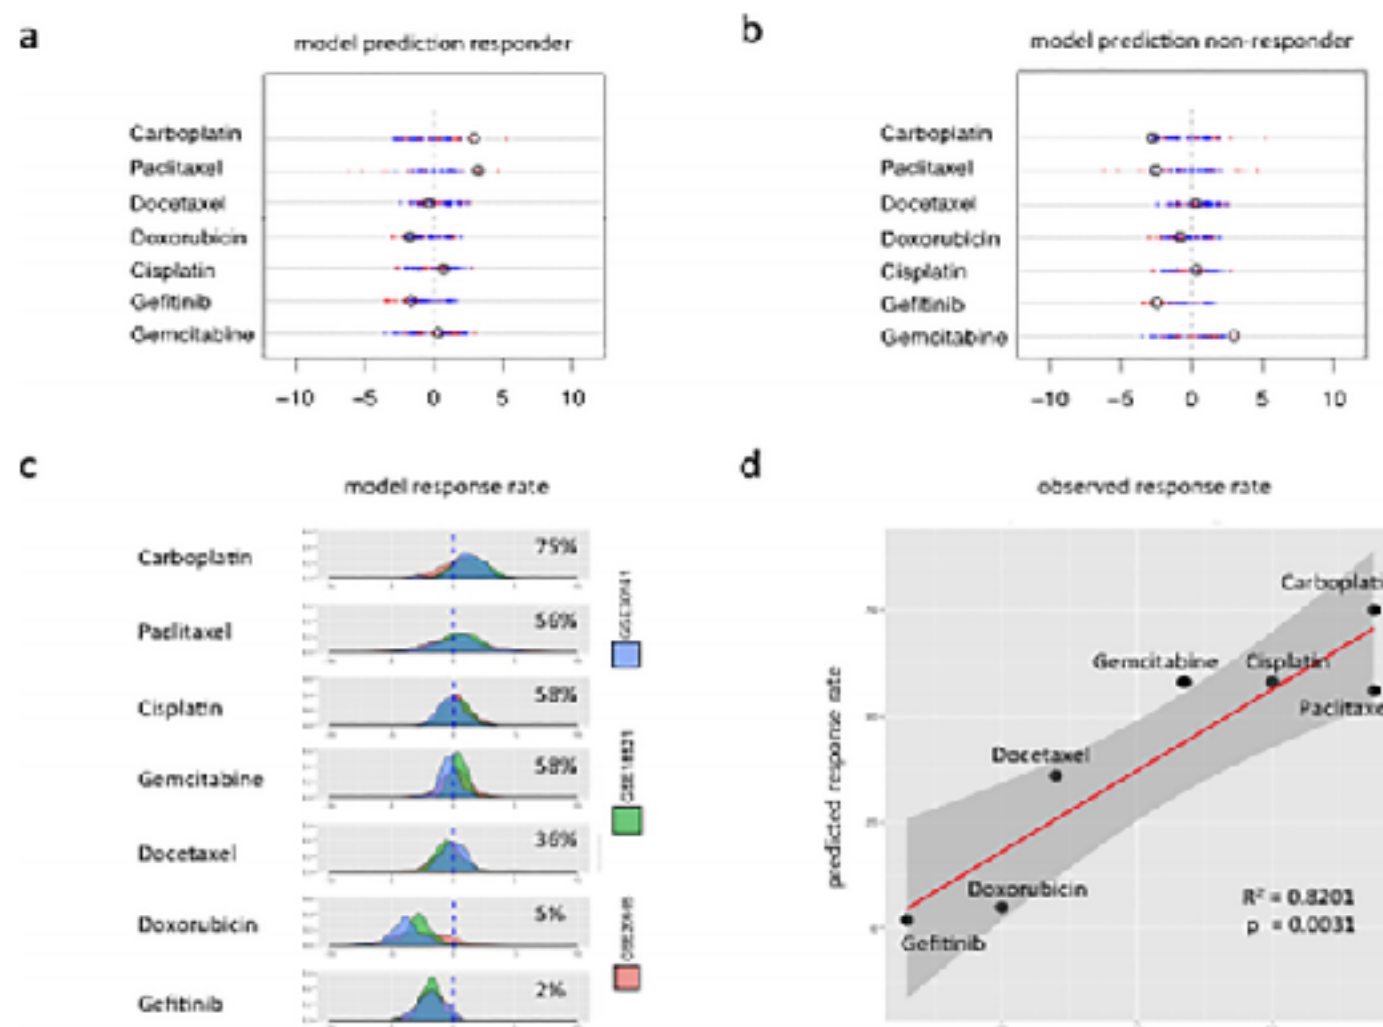 a
model prediction responder
Carboplatin
Paclitaxel
Docetaxel
Doxorubicin
Cisplatin
Gefitinib
Gemcitabine
−10 −5 0 5 10
b
model prediction non-responder
Carboplatin
Paclitaxel
Docetaxel
Doxorubicin
Cisplatin
Gefitinib
Gemcitabine
−10 −5 0 5 10
c
model response rate
Carboplatin 75%
Paclitaxel 56%
Cisplatin 58%
Gemcitabine 58%
Docetaxel 36%
Doxorubicin 5%
Gefitinib 2%
d
observed response rate
predicted response rate
Carboplati
Gemcitabine
Cisplatin
Paclitaxe
Docetaxel
Doxorubicin
Gefitinib
R² = 0.8201
p = 0.0031